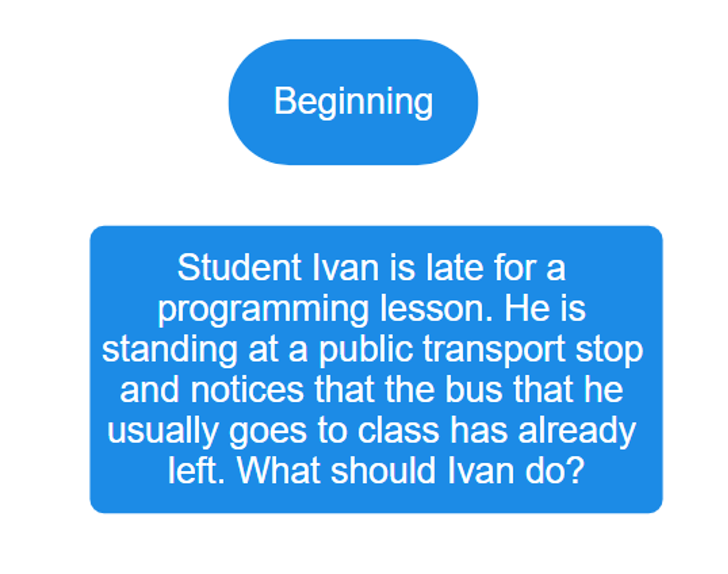 Beginning
Student Ivan is late for a
programming lesson. He is
standing at a public transport stop
and notices that the bus that he
usually goes to class has already
left. What should Ivan do?